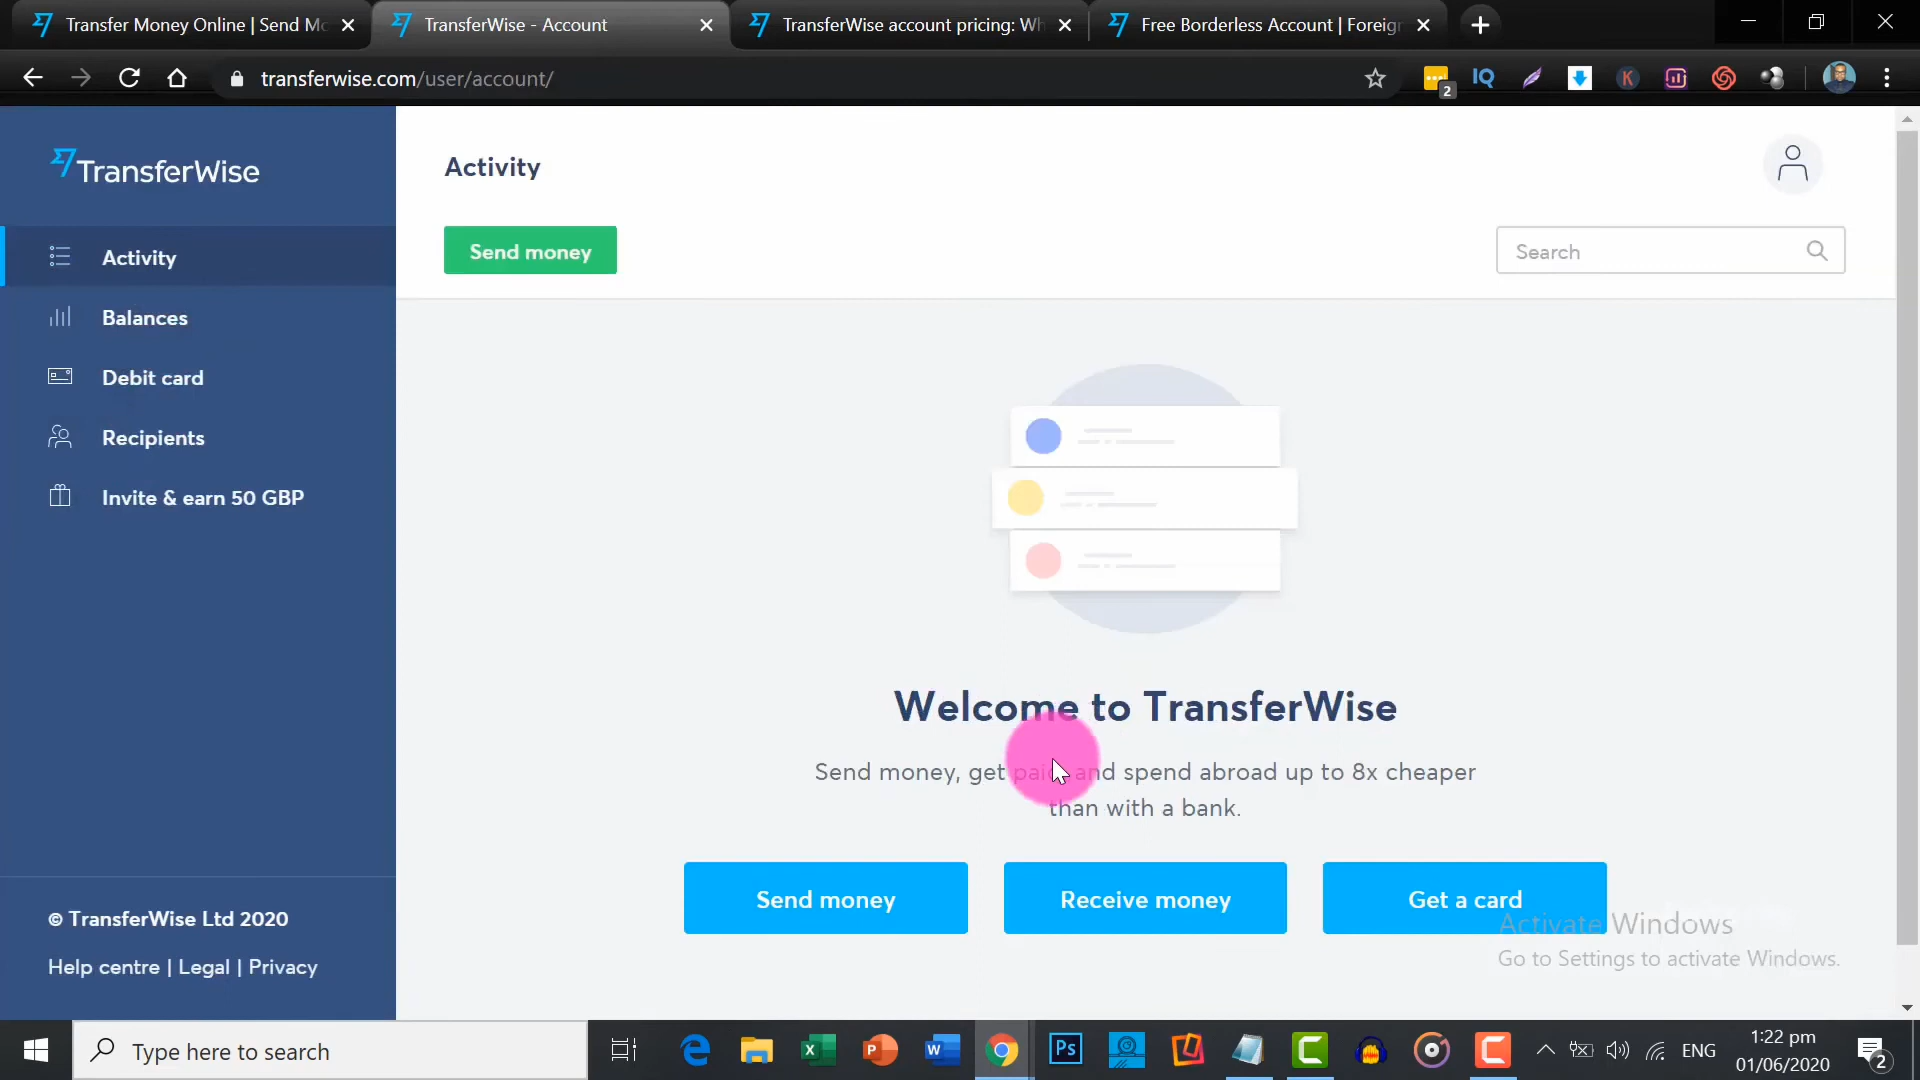 Transfer Money Online | Send Mo
TransferWise - Account
TransferWise account pricing: Wh
Free Borderless Account | Foreig
transferwise.com/user/account/
2
IQ
K
TransferWise
Activity
Send money
Search
Activity
Balances
Debit card
Recipients
Invite & earn 50 GBP
Welcome to TransferWise
Send money, get paid and spend abroad up to 8x cheaper
than with a bank.
Send money
Receive money
Get a card
Activate Windows
Go to Settings to activate Windows.
© TransferWise Ltd 2020
Help centre | Legal | Privacy
Type here to search
Ps
ENG
1:22 pm
01/06/2020
2